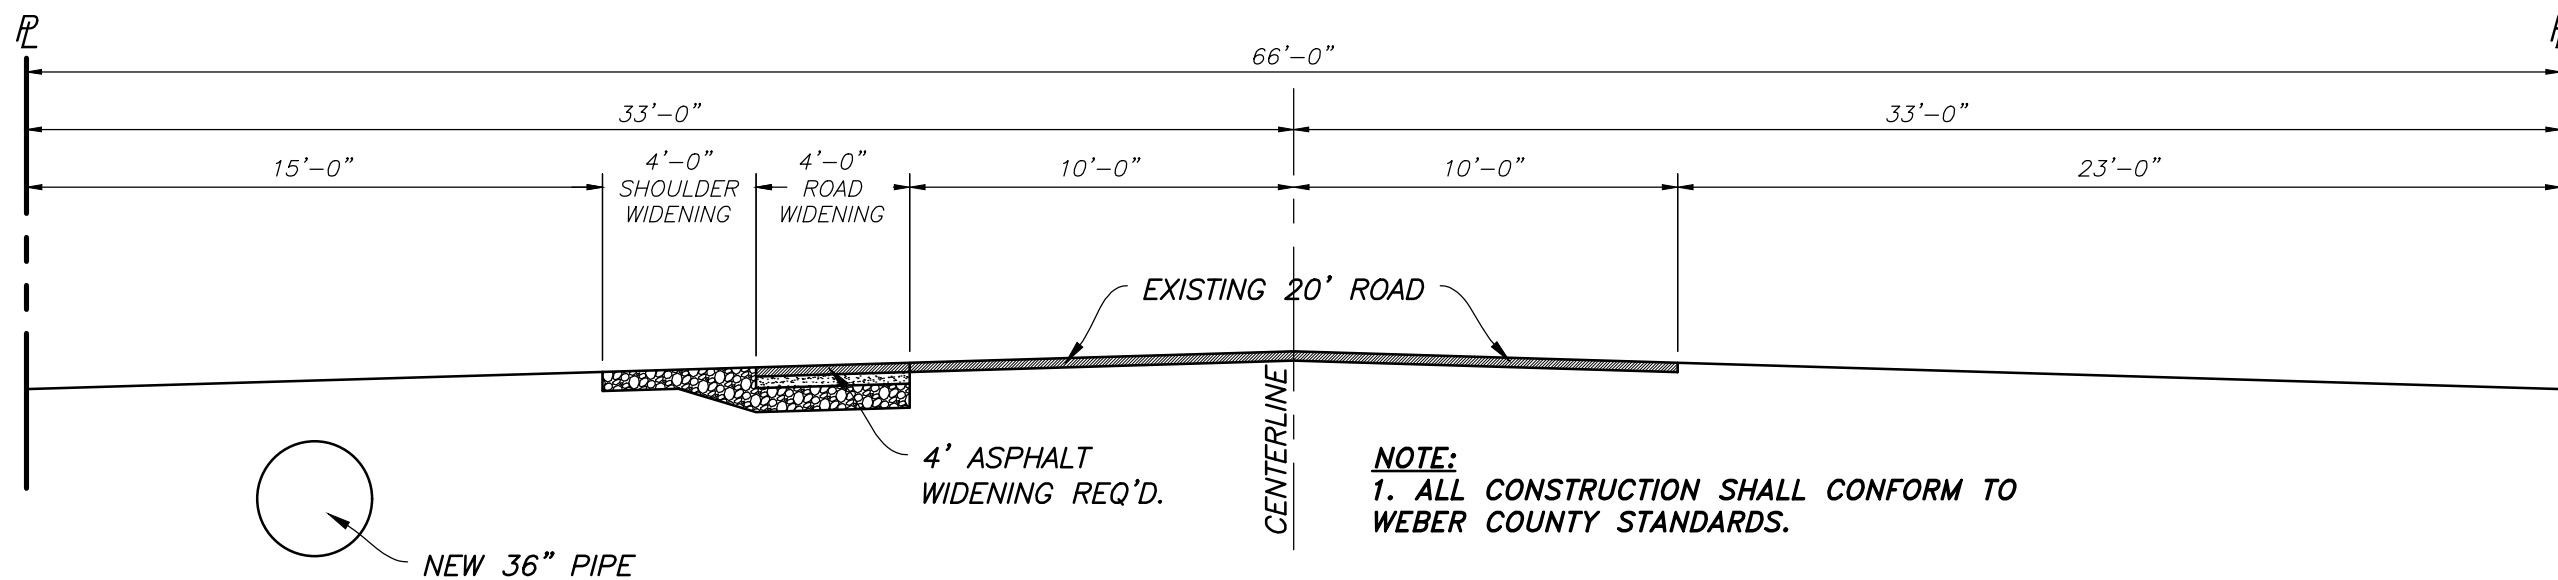 PL
66'-0"
33'-0"
33'-0"
15'-0"
4'-0"
SHOULDER
WIDENING
4'-0"
ROAD
WIDENING
10'-0"
10'-0"
23'-0"
EXISTING 20' ROAD
4' ASPHALT
WIDENING REQ'D.
CENTERLINE
NOTE:
1. ALL CONSTRUCTION SHALL CONFORM TO
WEBER COUNTY STANDARDS.
NEW 36" PIPE